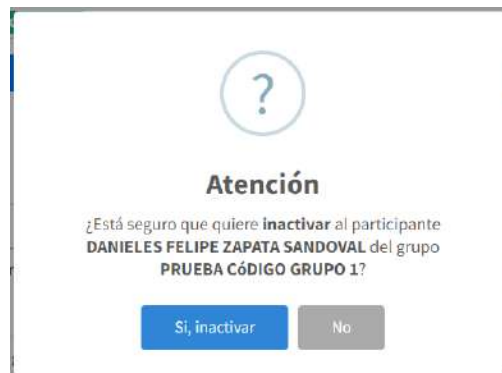 ?
Atención
¿Está seguro que quiere inactivar al participante
DANIELES FELIPE ZAPATA SANDOVAL del grupo
PRUEBA CóDIGO GRUPO 1?
Si, inactivar No